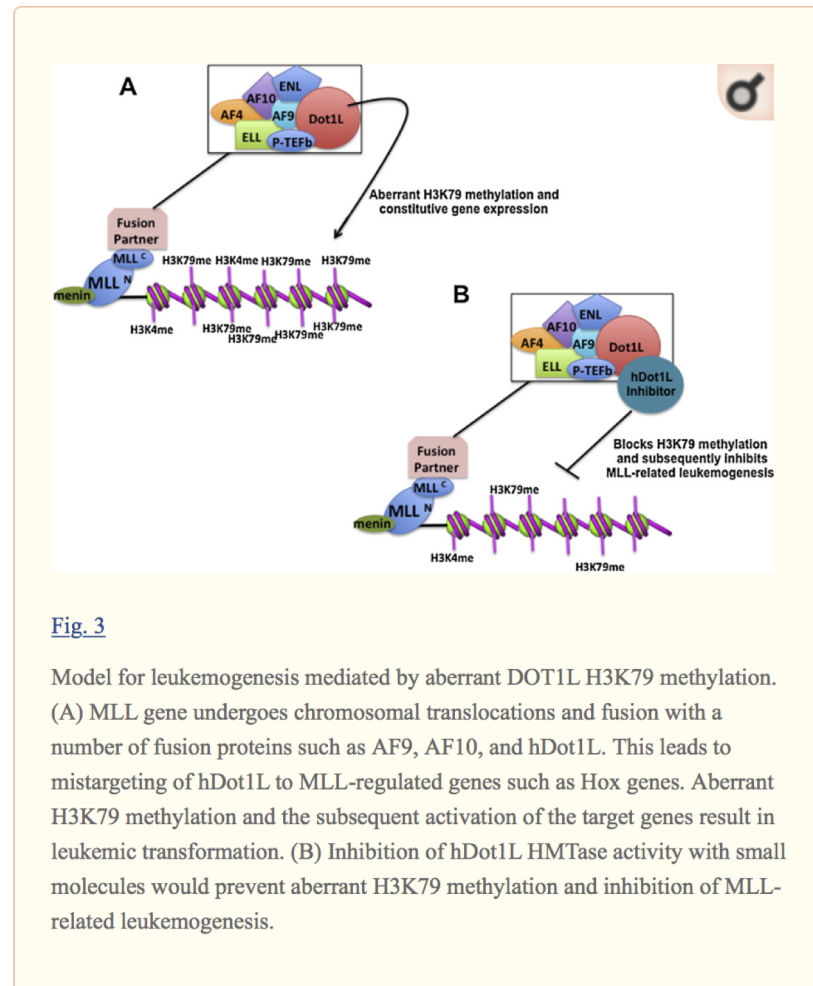 A
ENL
AF10
AF4
AF9
Dot1L
ELL
P-TEFb
Aberrant H3K79 methylation and
constitutive gene expression
Fusion
Partner
MLL C
MLL N
menin
H3K79me H3K4me H3K79me H3K79me
H3K4me
H3K79me
H3K79me
H3K79me
H3K79me
B
ENL
AF10
AF4
AF9
Dot1L
ELL
P-TEFb
hDot1L
Inhibitor
Blocks H3K79 methylation
and subsequently inhibits
MLL-related leukemogenesis
Fusion
Partner
MLL C
MLL N
menin
H3K79me
H3K4me
H3K79me
Fig. 3
Model for leukemogenesis mediated by aberrant DOT1L H3K79 methylation.
(A) MLL gene undergoes chromosomal translocations and fusion with a
number of fusion proteins such as AF9, AF10, and hDot1L. This leads to
mistargeting of hDot1L to MLL-regulated genes such as Hox genes. Aberrant
H3K79 methylation and the subsequent activation of the target genes result in
leukemic transformation. (B) Inhibition of hDot1L HMTase activity with small
molecules would prevent aberrant H3K79 methylation and inhibition of MLL-
related leukemogenesis.